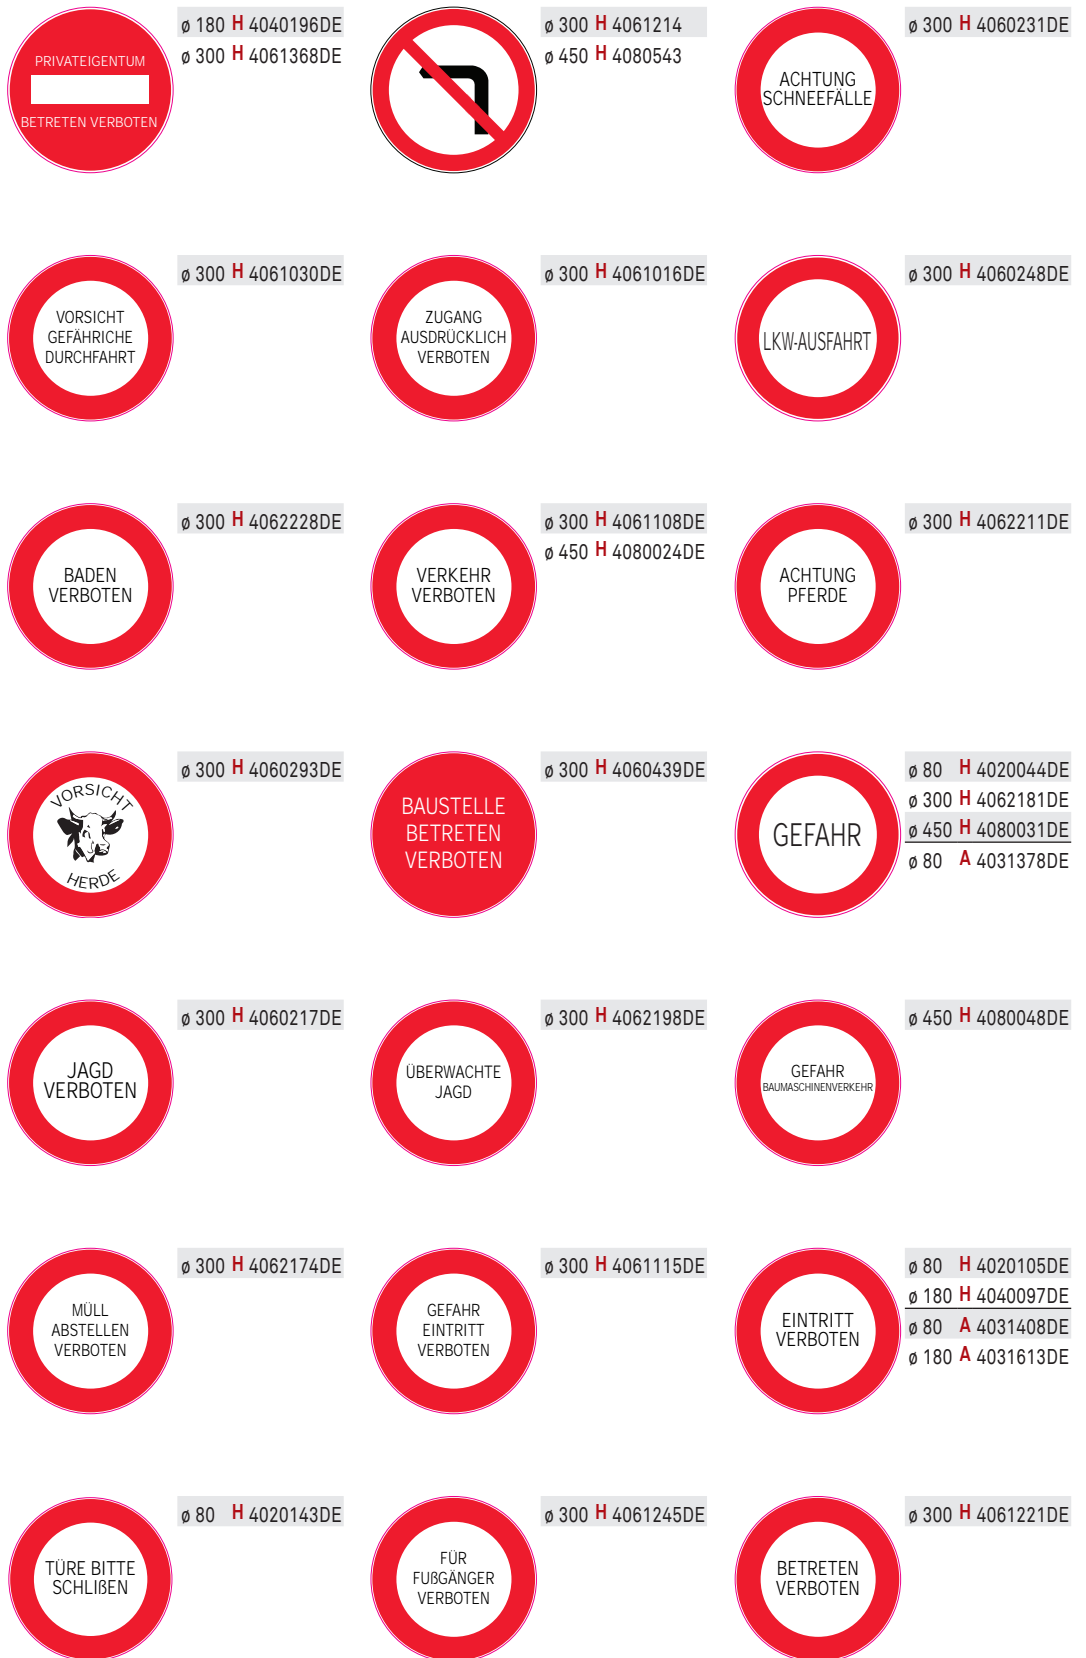 PRIVATEIGENTUM
BETRETEN VERBOTEN
ø 180 H 4040196DE
ø 300 H 4061368DE
ø 300 H 4061214
ø 450 H 4080543
ACHTUNG
SCHNEEFÄLLE
ø 300 H 4060231DE
VORSICHT
GEFÄHRICHE
DURCHFAHRT
ø 300 H 4061030DE
ZUGANG
AUSDRÜCKLICH
VERBOTEN
ø 300 H 4061016DE
LKW-AUSFAHRT
ø 300 H 4060248DE
BADEN
VERBOTEN
ø 300 H 4062228DE
VERKEHR
VERBOTEN
ø 300 H 4061108DE
ø 450 H 4080024DE
ACHTUNG
PFERDE
ø 300 H 4062211DE
VORSICHT
HERDE
ø 300 H 4060293DE
BAUSTELLE
BETRETEN
VERBOTEN
ø 300 H 4060439DE
GEFAHR
ø 80 H 4020044DE
ø 300 H 4062181DE
ø 450 H 4080031DE
ø 80 A 4031378DE
JAGD
VERBOTEN
ø 300 H 4060217DE
ÜBERWACHTE
JAGD
ø 300 H 4062198DE
GEFAHR
BAUMASCHINENVERKEHR
ø 450 H 4080048DE
MÜLL
ABSTELLEN
VERBOTEN
ø 300 H 4062174DE
GEFAHR
EINTRITT
VERBOTEN
ø 300 H 4061115DE
EINTRITT
VERBOTEN
ø 80 H 4020105DE
ø 180 H 4040097DE
ø 80 A 4031408DE
ø 180 A 4031613DE
TÜRE BITTE
SCHLIßEN
ø 80 H 4020143DE
FÜR
FUßGÄNGER
VERBOTEN
ø 300 H 4061245DE
BETRETEN
VERBOTEN
ø 300 H 4061221DE